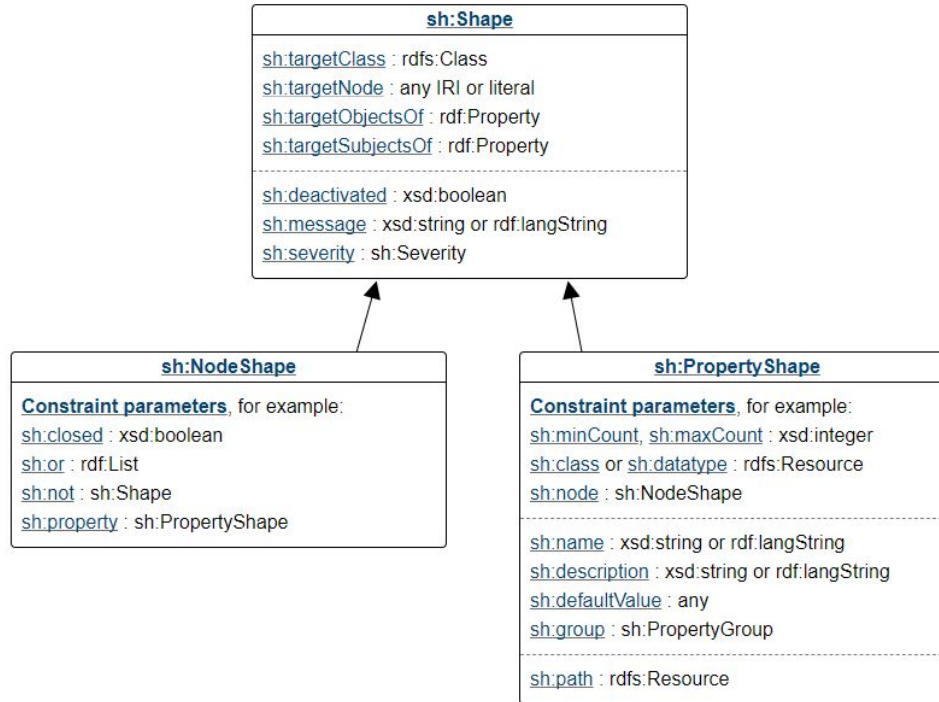 sh:Shape
sh:targetClass : rdfs:Class
sh:targetNode : any IRI or literal
sh:targetObjectsOf : rdf:Property
sh:targetSubjectsOf : rdf:Property
sh:deactivated : xsd:boolean
sh:message : xsd:string or rdf:langString
sh:severity : sh:Severity
sh:NodeShape
Constraint parameters, for example:
sh:closed : xsd:boolean
sh:or : rdf:List
sh:not : sh:Shape
sh:property : sh:PropertyShape
sh:PropertyShape
Constraint parameters, for example:
sh:minCount, sh:maxCount : xsd:integer
sh:class or sh:datatype : rdfs:Resource
sh:node : sh:NodeShape
sh:name : xsd:string or rdf:langString
sh:description : xsd:string or rdf:langString
sh:defaultValue : any
sh:group : sh:PropertyGroup
sh:path : rdfs:Resource